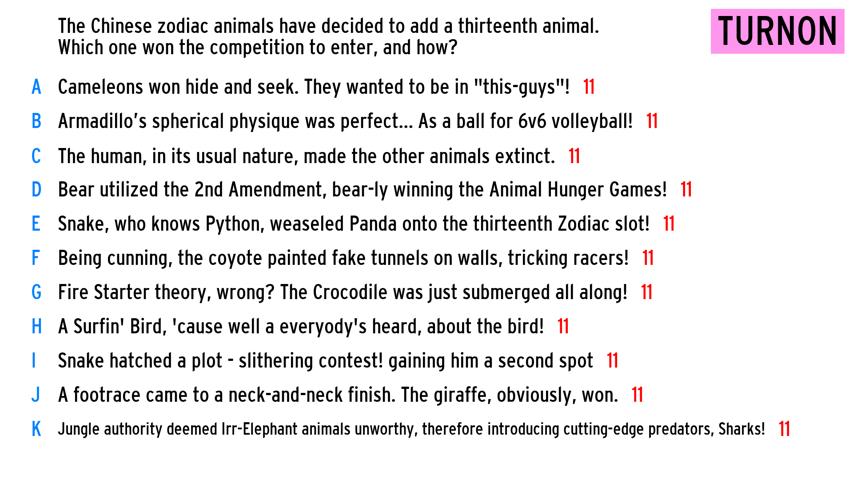 The Chinese zodiac animals have decided to add a thirteenth animal.
Which one won the competition to enter, and how?
TURNON
A Cameleons won hide and seek. They wanted to be in "this-guys"! 11
B Armadillo's spherical physique was perfect... As a ball for 6v6 volleyball! 11
C The human, in its usual nature, made the other animals extinct. 11
D Bear utilized the 2nd Amendment, bear-ly winning the Animal Hunger Games! 11
E Snake, who knows Python, weaseled Panda onto the thirteenth Zodiac slot! 11
F Being cunning, the coyote painted fake tunnels on walls, tricking racers! 11
G Fire Starter theory, wrong? The Crocodile was just submerged all along! 11
H A Surfin' Bird, 'cause well a everyody's heard, about the bird! 11
I Snake hatched a plot - slithering contest! gaining him a second spot 11
J A footrace came to a neck-and-neck finish. The giraffe, obviously, won. 11
K Jungle authority deemed Irr-Elephant animals unworthy, therefore introducing cutting-edge predators, Sharks! 11